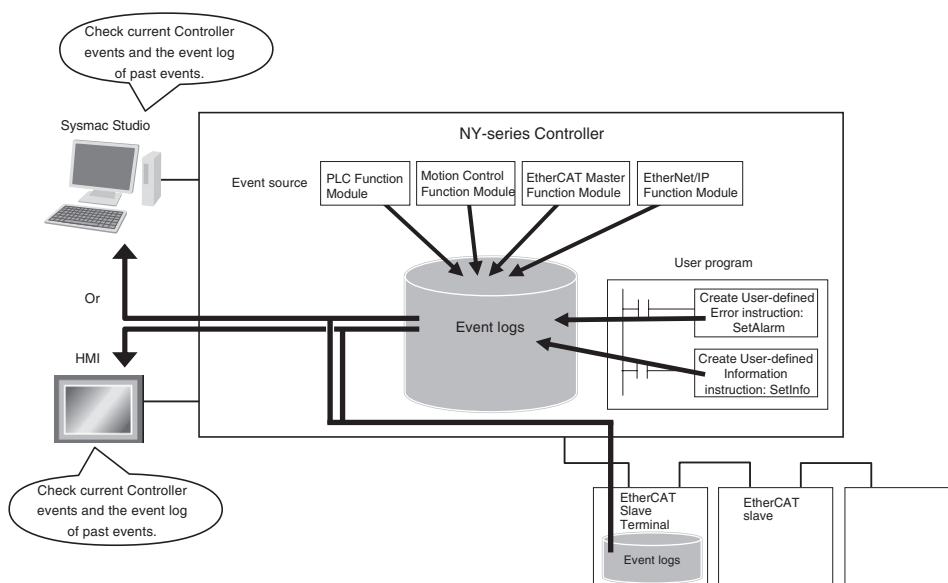 Check current Controller
events and the event log
of past events.
Sysmac Studio
NY-series Controller
Event source
PLC Function
Module
Motion Control
Function Module
EtherCAT Master
Function Module
EtherNet/IP
Function Module
User program
Or
Event logs
Create User-defined
Error instruction:
SetAlarm
HMI
Create User-defined
Information
instruction: SetInfo
Check current Controller
events and the event log
of past events.
EtherCAT
Slave
Terminal
Event logs
EtherCAT
slave